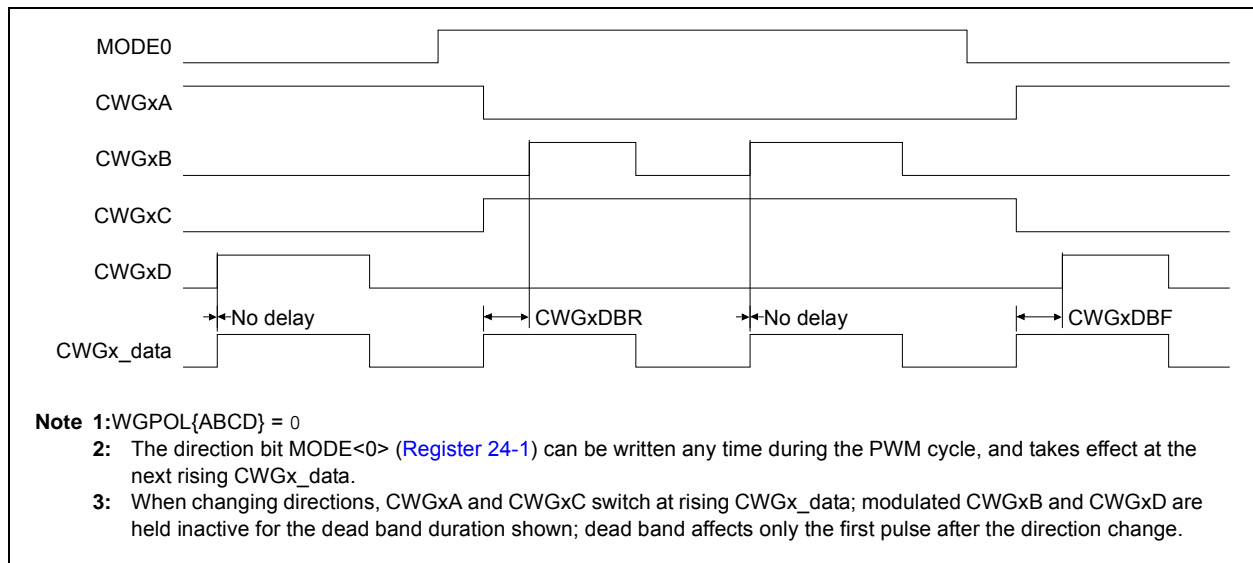 MODE0
CWGxA
CWGxB
CWGxC
CWGxD
No delay CWGxDBR No delay CWGxDBF
CWGx_data
Note 1:WGPOL{ABCD} = 0
2: The direction bit MODE<0> (Register 24-1) can be written any time during the PWM cycle, and takes effect at the
next rising CWGx_data.
3: When changing directions, CWGxA and CWGxC switch at rising CWGx_data; modulated CWGxB and CWGxD are
held inactive for the dead band duration shown; dead band affects only the first pulse after the direction change.